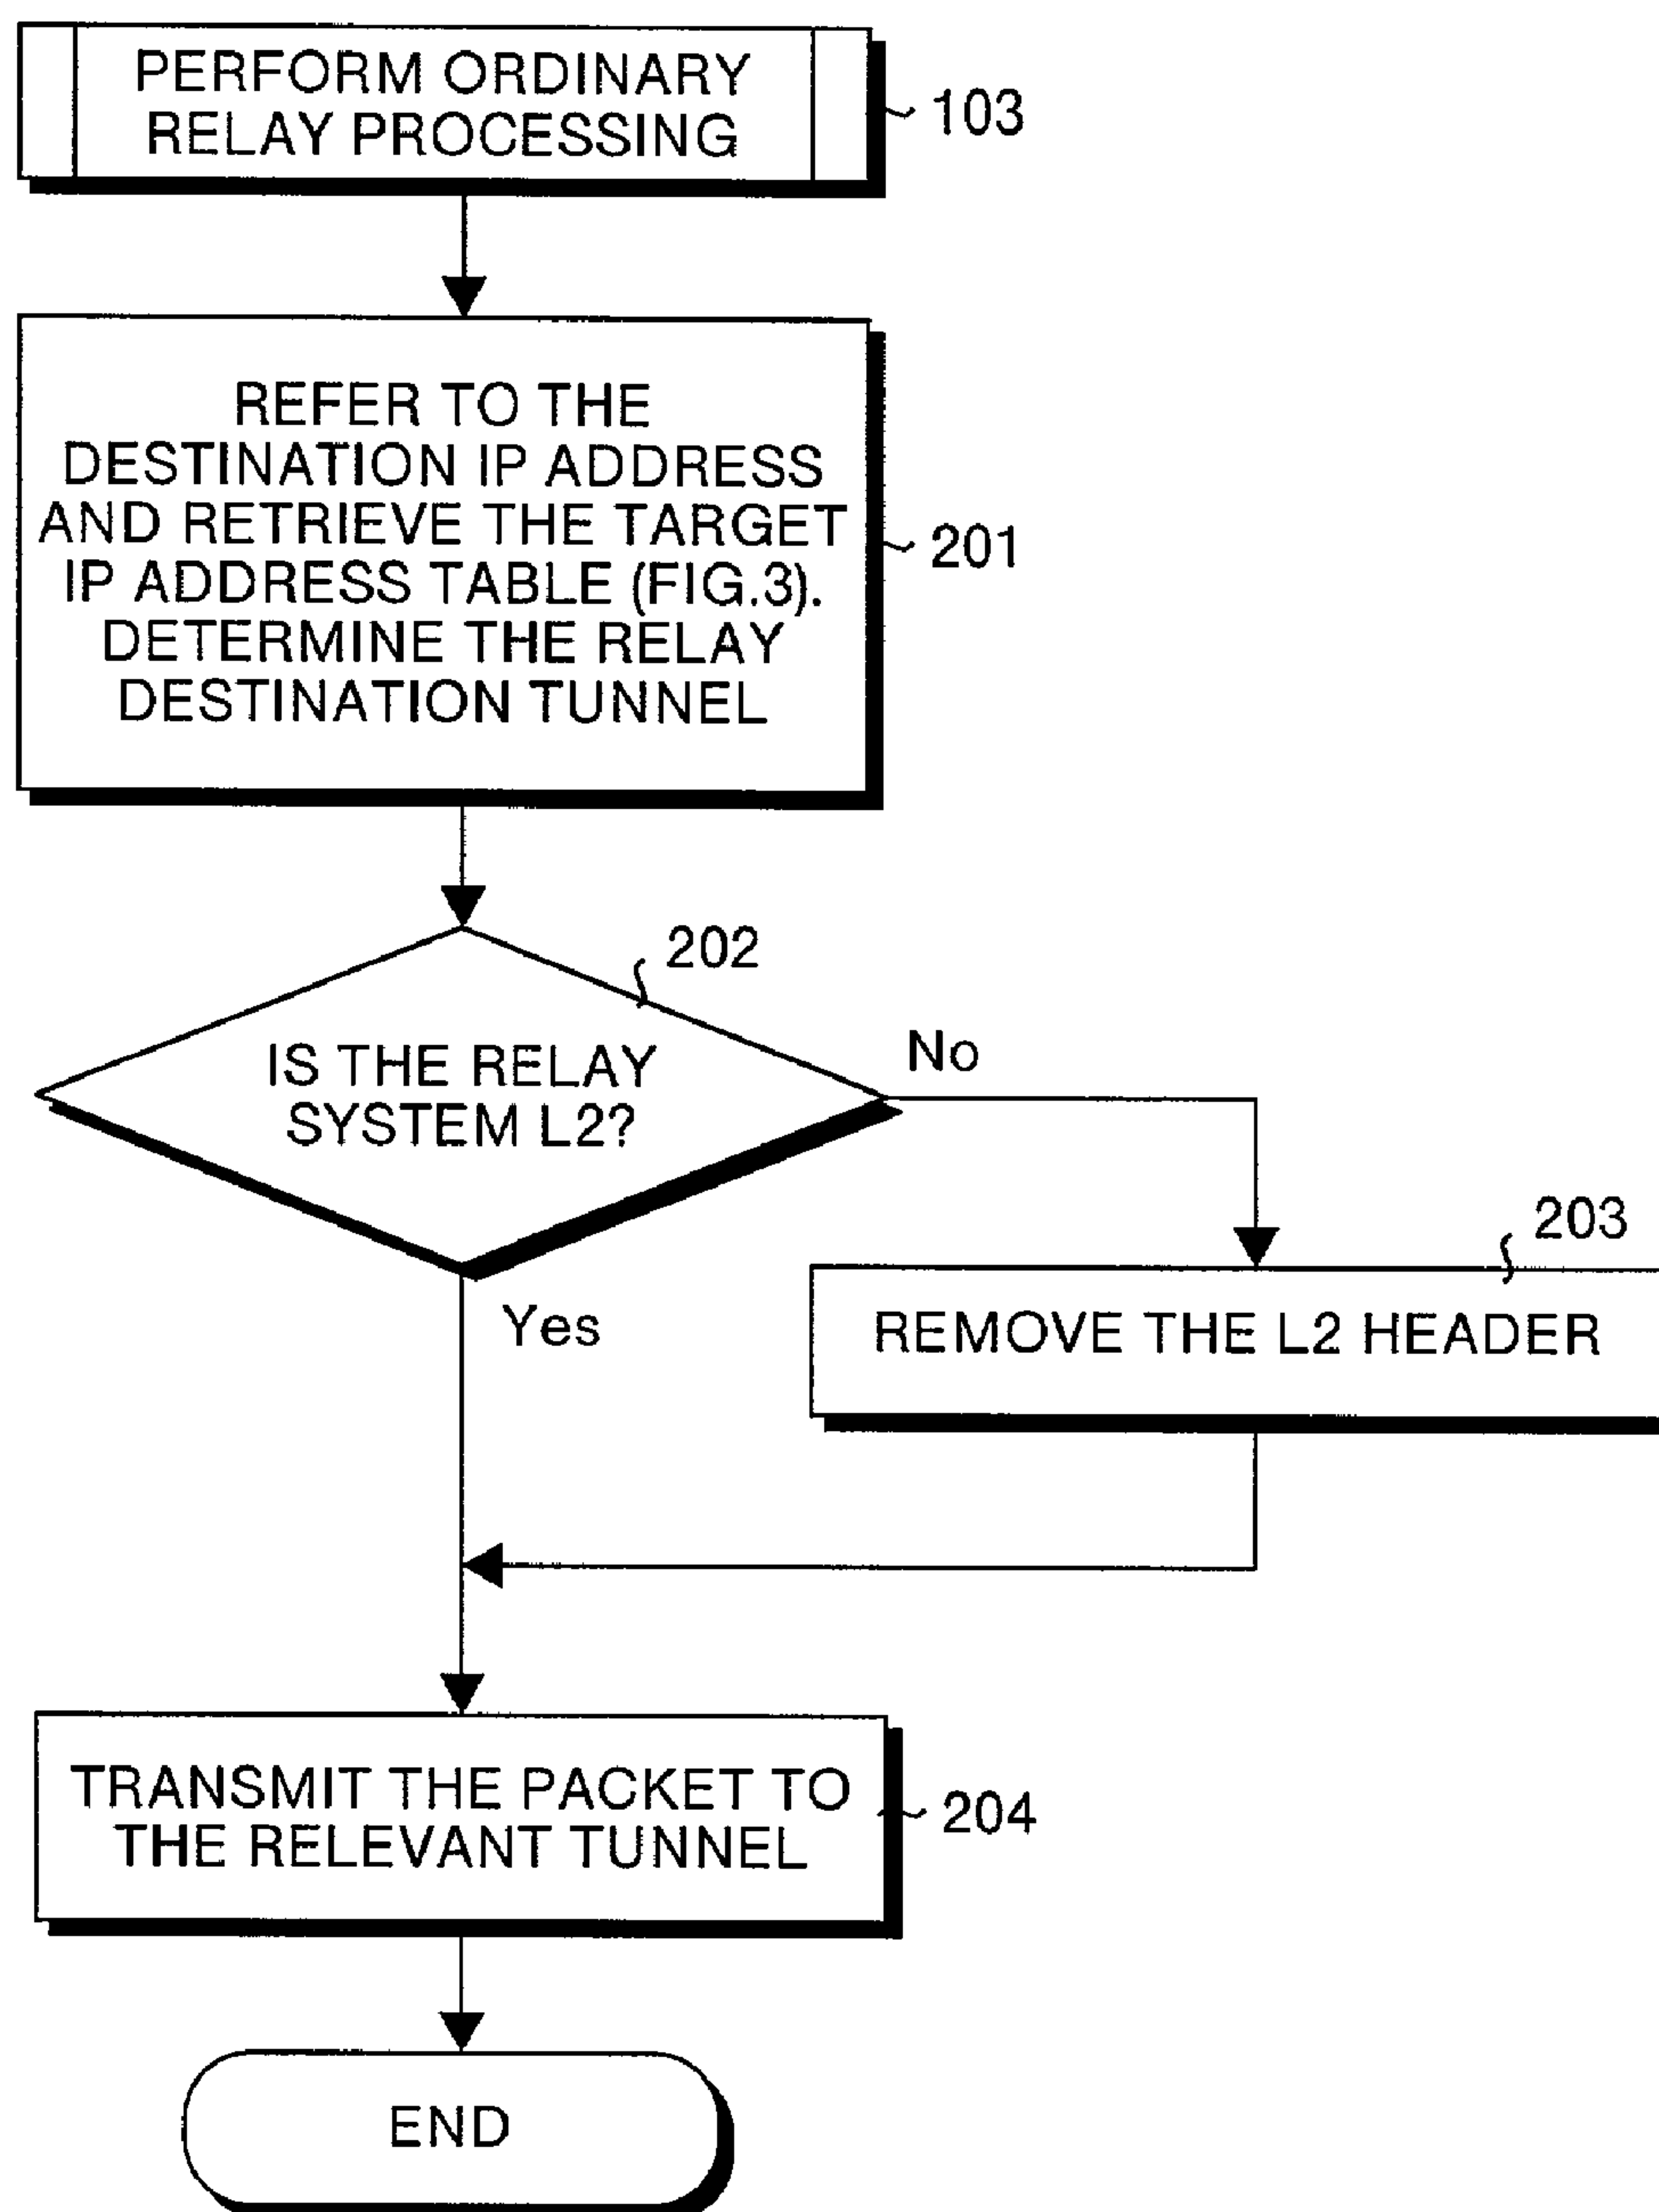 PERFORM ORDINARY
RELAY PROCESSING
103
REFER TO THE
DESTINATION IP ADDRESS
AND RETRIEVE THE TARGET
IP ADDRESS TABLE (FIG.3).
DETERMINE THE RELAY
DESTINATION TUNNEL
201
202
IS THE RELAY
SYSTEM L2?
No
Yes
203
REMOVE THE L2 HEADER
TRANSMIT THE PACKET TO
THE RELEVANT TUNNEL
204
END